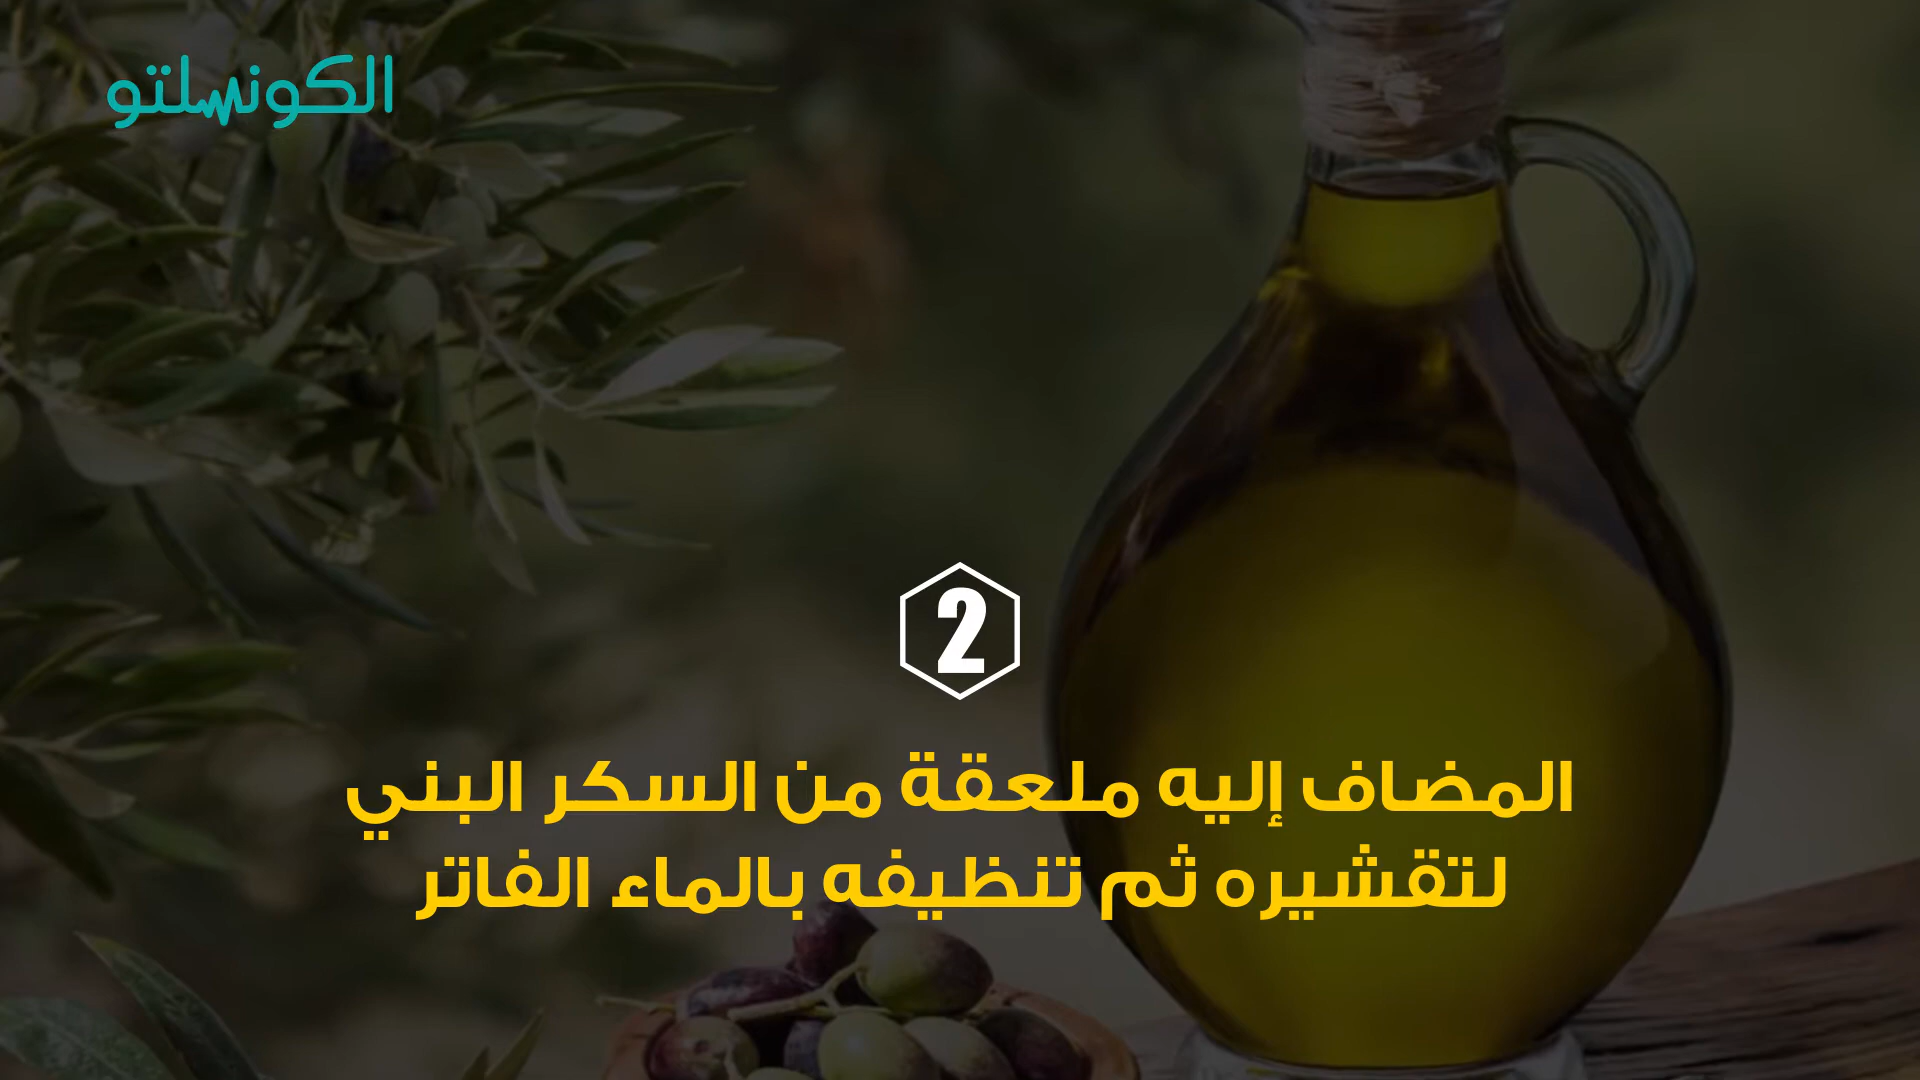 الكونسلتو
2
المضاف إليه ملعقة من السكر البني
لتقشيره ثم تنظيفه بالماء الفاتر